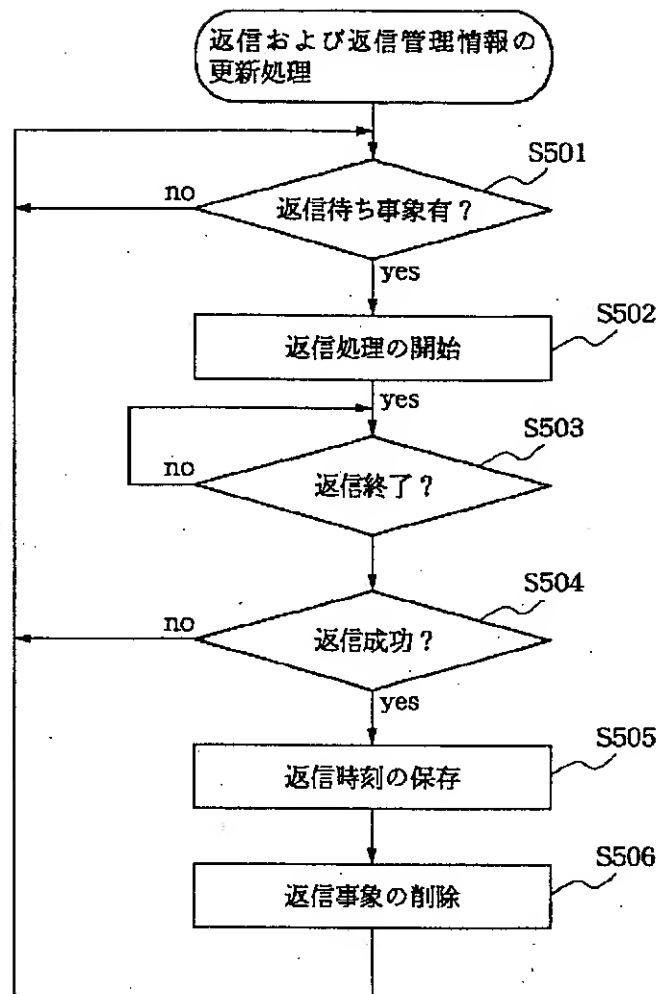 返信および返信管理情報の
更新処理
S501
no
返信待ち事象有？
yes
S502
返信処理の開始
yes
S503
no
返信終了？
S504
no
返信成功？
yes
S505
返信時刻の保存
S506
返信事象の削除